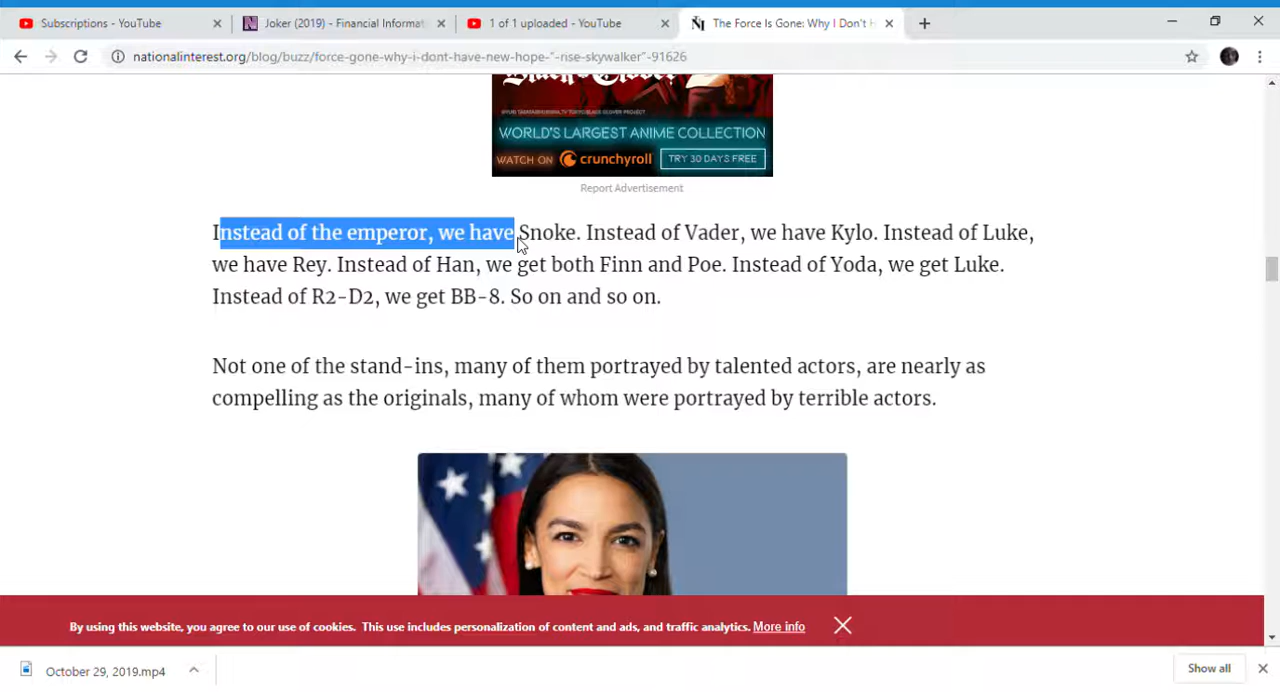 Subscriptions - YouTube
Joker (2019) - Financial Informat
1 of 1 uploaded - YouTube
The Force Is Gone: Why I Don't H
nationalinterest.org/blog/buzz/force-gone-why-i-dont-have-new-hope-"-rise-skywalker"-91626
WORLD'S LARGEST ANIME COLLECTION
WATCH ON crunchyroll TRY 30 DAYS FREE
Report Advertisement
Instead of the emperor, we have Snoke. Instead of Vader, we have Kylo. Instead of Luke,
we have Rey. Instead of Han, we get both Finn and Poe. Instead of Yoda, we get Luke.
Instead of R2-D2, we get BB-8. So on and so on.
Not one of the stand-ins, many of them portrayed by talented actors, are nearly as
compelling as the originals, many of whom were portrayed by terrible actors.
By using this website, you agree to our use of cookies. This use includes personalization of content and ads, and traffic analytics. More info
October 29, 2019.mp4
Show all